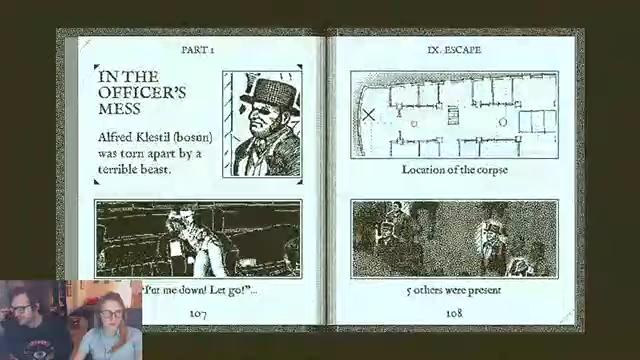 PART 1
IN THE
OFFICER'S
MESS
Alfred Klestil (bosun)
was torn apart by a
terrible beast.
"Put me down! Let go!"...
107
IX. ESCAPE
Location of the corpse
5 others were present
108